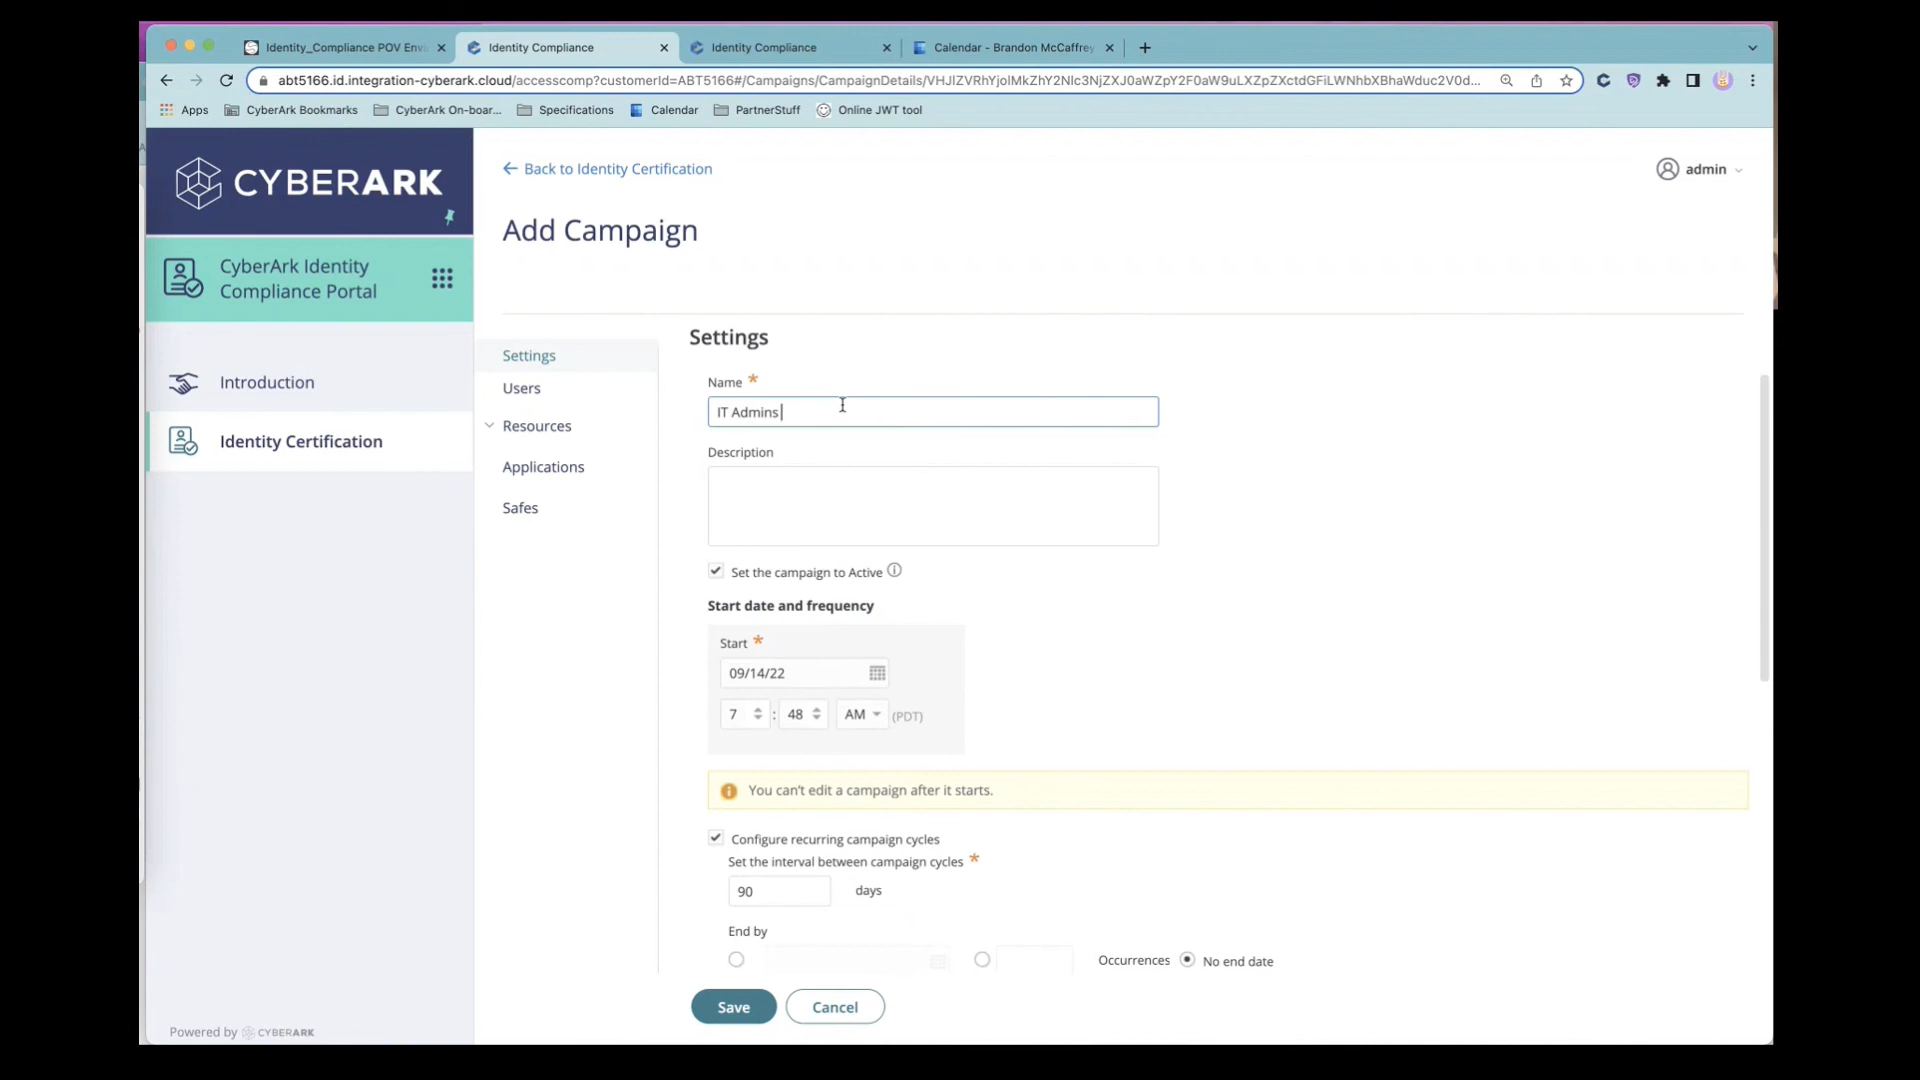 Identity_Compliance POV Envi
Identity Compliance
Identity Compliance
Calendar - Brandon McCaffrey
abt5166.id.integration-cyberark.cloud/accesscomp?customerId=ABT5166#/Campaigns/CampaignDetails/
Apps
CyberArk Bookmarks
CyberArk On-boar...
Specifications
Calendar
PartnerStuff
Online JWT tool
CYBERARK
CyberArk Identity
Compliance Portal
Introduction
Identity Certification
Powered by CYBERARK
Back to Identity Certification
admin
Add Campaign
Settings
Users
Resources
Applications
Safes
Settings
Name *
IT Admins
Description
Set the campaign to Active
Start date and frequency
Start *
09/14/22
7 : 48 AM (PDT)
You can't edit a campaign after it starts.
Configure recurring campaign cycles
Set the interval between campaign cycles *
90 days
End by
Occurrences No end date
Save Cancel